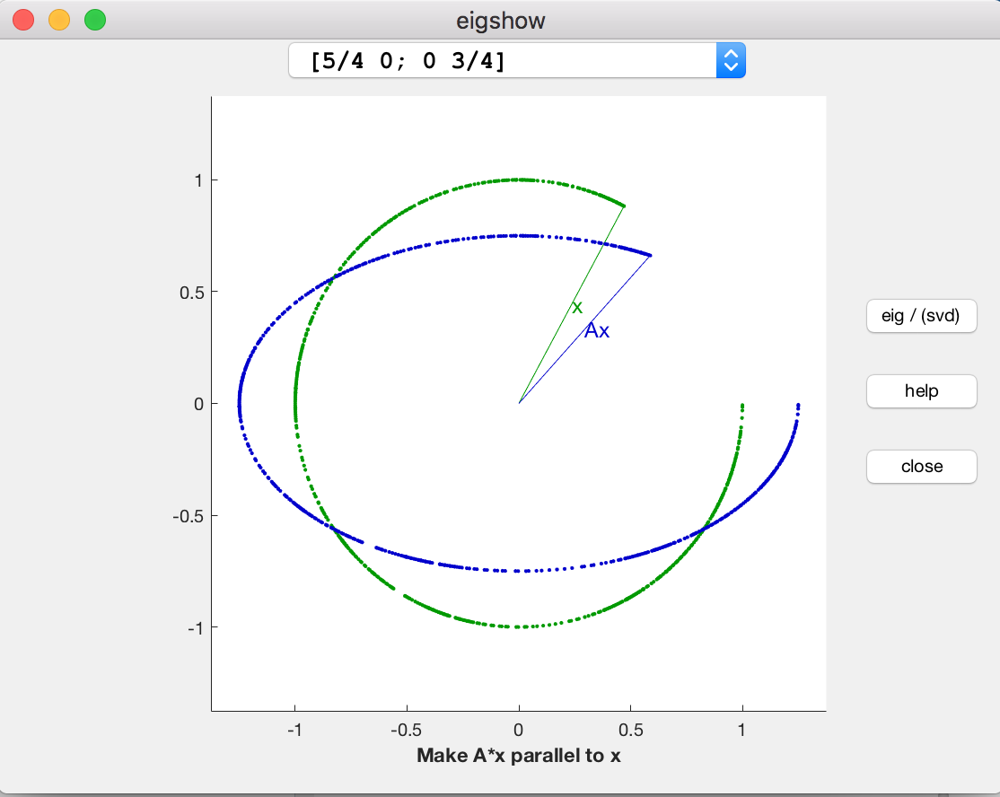 eigshow
[5/4 0; 0 3/4]
1
0.5
0
-0.5
-1
x
Ax
eig / (svd)
help
close
-1 -0.5 0 0.5 1
Make A*x parallel to x